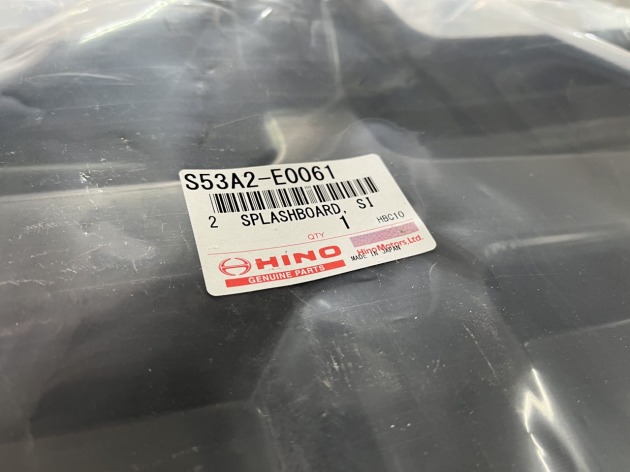 S53A2-E0061
2 SPLASHBOARD, SI
QTY 1 HBC10
HINO Hino Motors,Ltd.
GENUINE PARTS MADE IN JAPAN